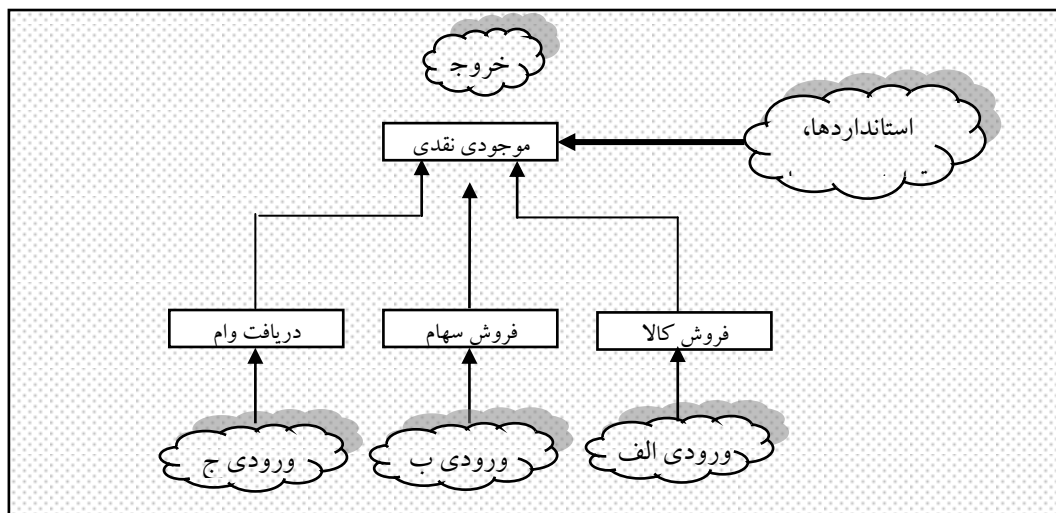 خروج
استانداردها،
موجودی نقدی
فروش کالا
فروش سهام
دریافت وام
ورودی الف
ورودی ب
ورودی ج